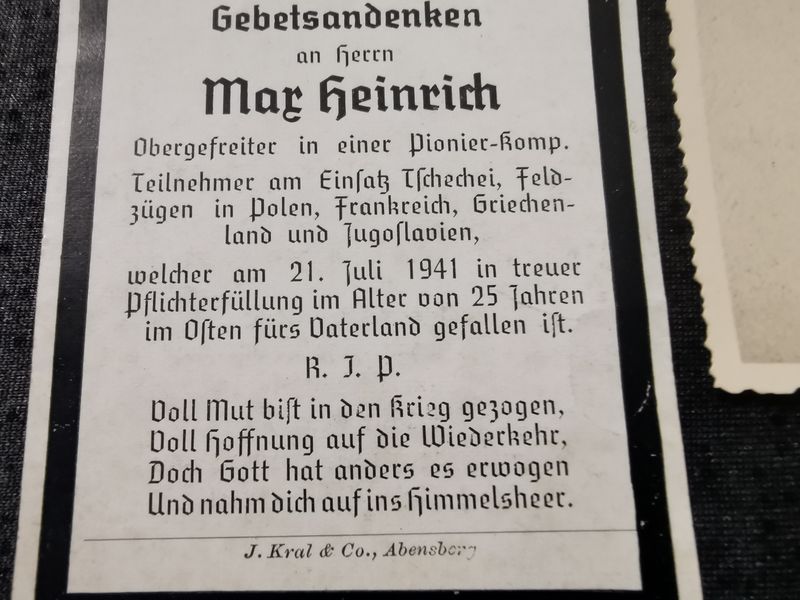 Gebetsandenken
an Herrn
Max Heinrich
Obergefreiter in einer Pionier-Komp.
Teilnehmer am Einſatz Tſchechei, Feld-
zügen in Polen, Frankreich, Griechen-
land und Jugoſlavien,
welcher am 21. Juli 1941 in treuer
Pflichterfüllung im Alter von 25 Jahren
im Oſten fürs Vaterland gefallen iſt.
R. I. P.
Voll Mut biſt in den Krieg gezogen,
Voll Hoffnung auf die Wiederkehr,
Doch Gott hat anders es erwogen
Und nahm dich auf ins Himmelsheer.
J. Kral & Co., Abensberg